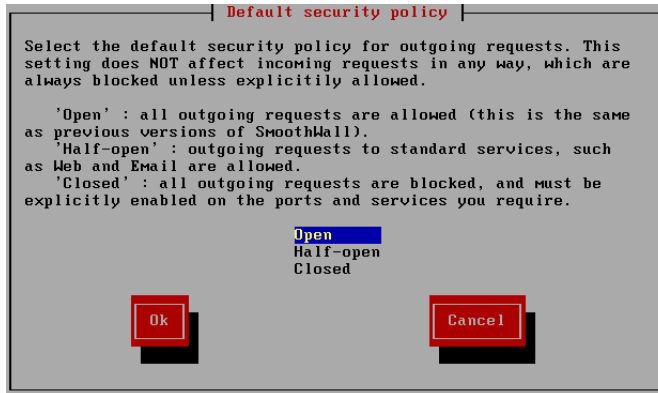 Default security policy
Select the default security policy for outgoing requests. This
setting does NOT affect incoming requests in any way, which are
always blocked unless explicitily allowed.
'Open' : all outgoing requests are allowed (this is the same
as previous versions of SmoothWall).
'Half-open' : outgoing requests to standard services, such
as Web and Email are allowed.
'Closed' : all outgoing requests are blocked, and must be
explicitly enabled on the ports and services you require.
Open
Half-open
Closed
Ok
Cancel